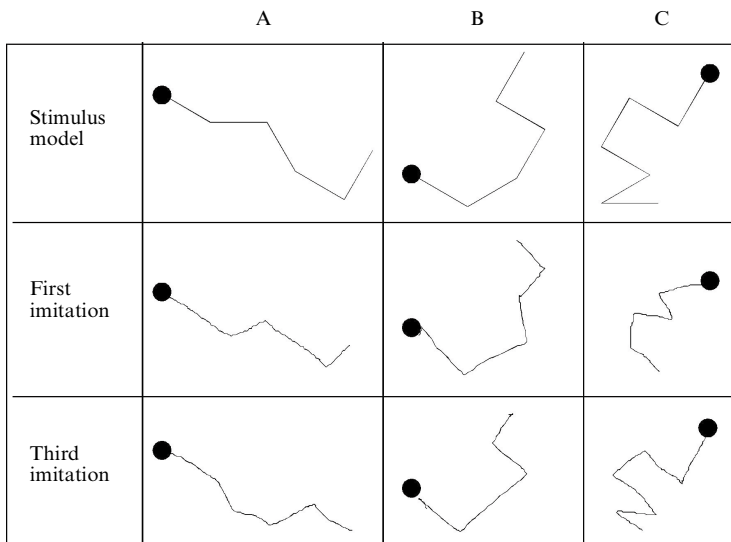 A B C
Stimulus
model
First
imitation
Third
imitation